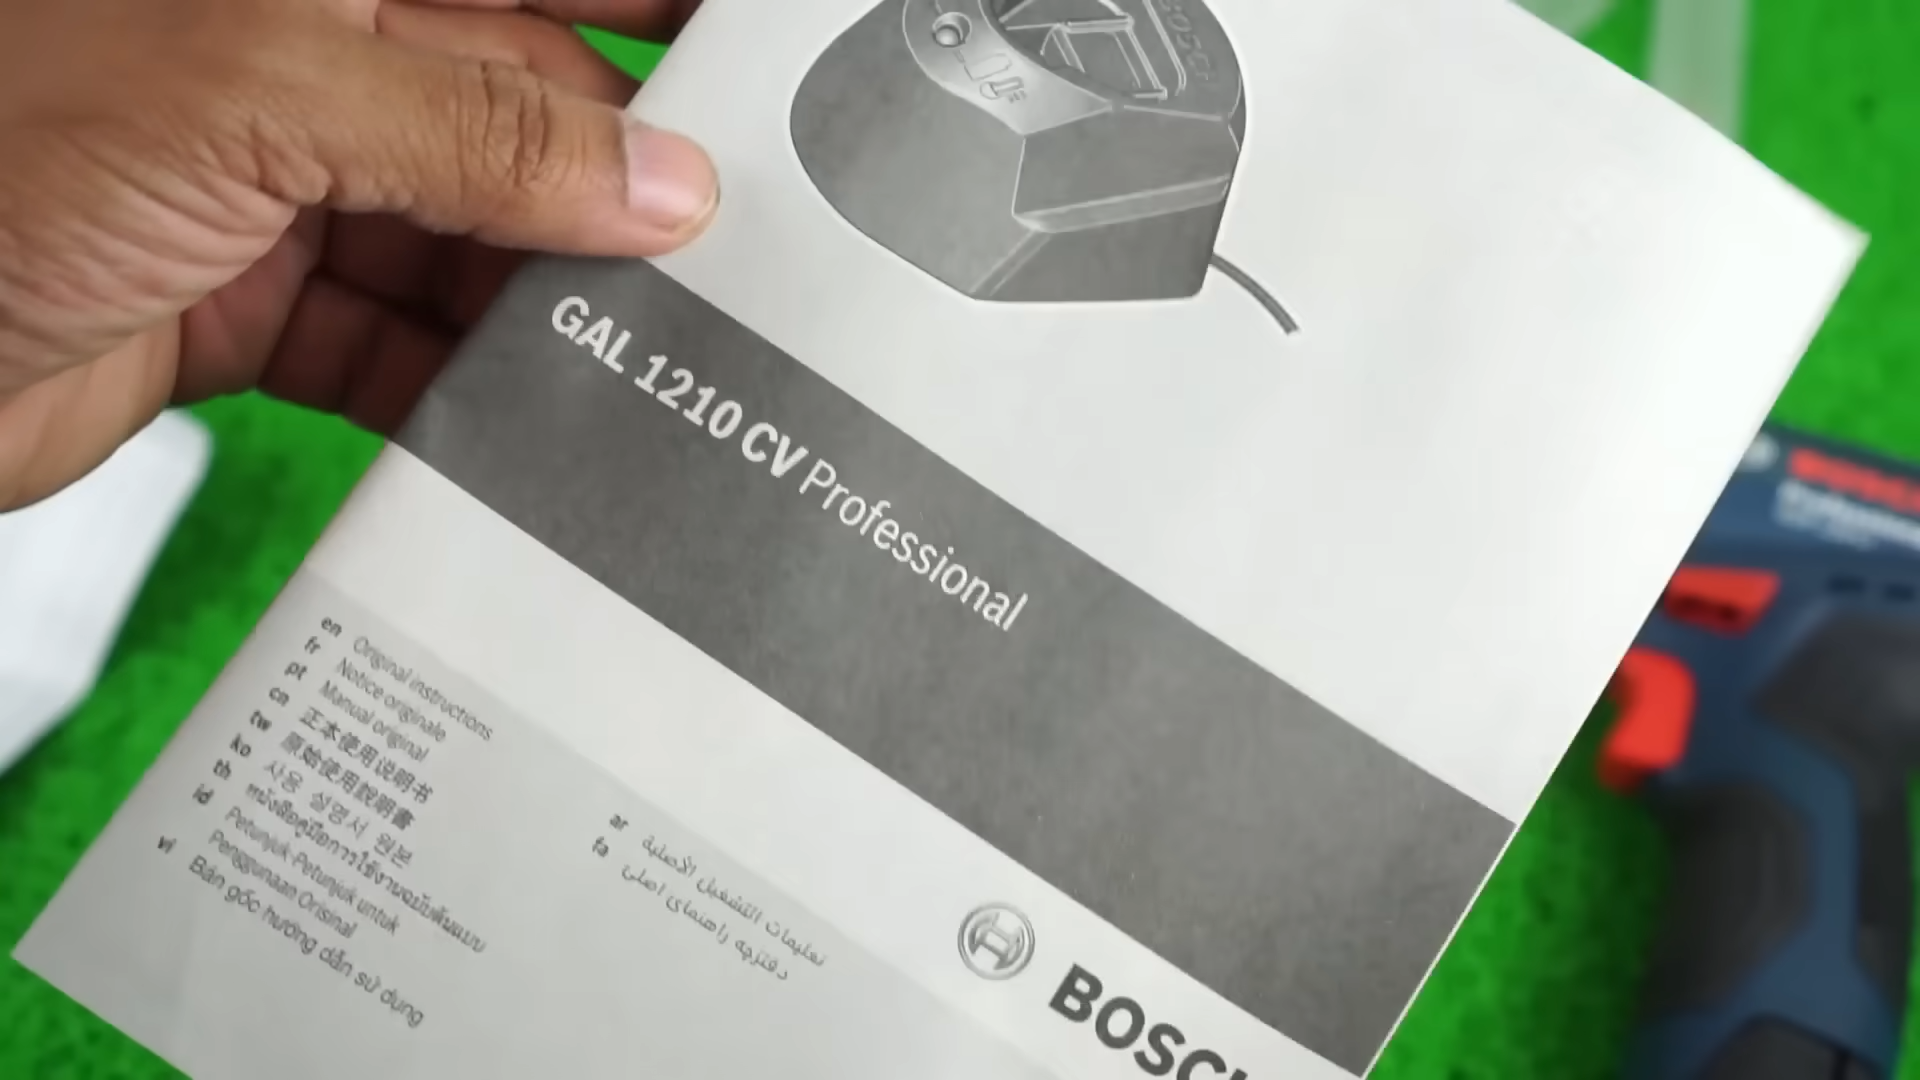 BOSCH
GAL 1210 CV Professional
en Original instructions
fr Notice originale
pt Manual original
cn 正本使用说明书
tw 原始使用說明書
ko 사용 설명서 원본
th หนังสือคู่มือการใช้งานฉบับต้นแบบ
id Petunjuk-Petunjuk untuk
Penggunaan Orisinal
vi Bản gốc hướng dẫn sử dụng
ar تعليمات التشغيل الأصلية
fa دفترچه راهنمای اصلی
BOSCH